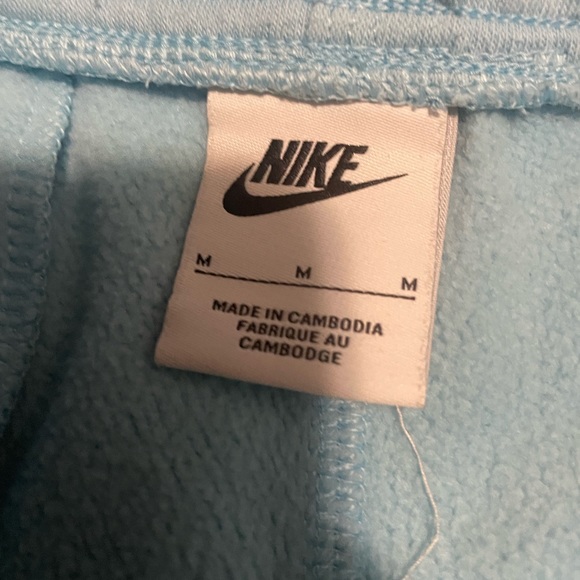 NIKE
M M M
MADE IN CAMBODIA
FABRIQUE AU
CAMBODGE